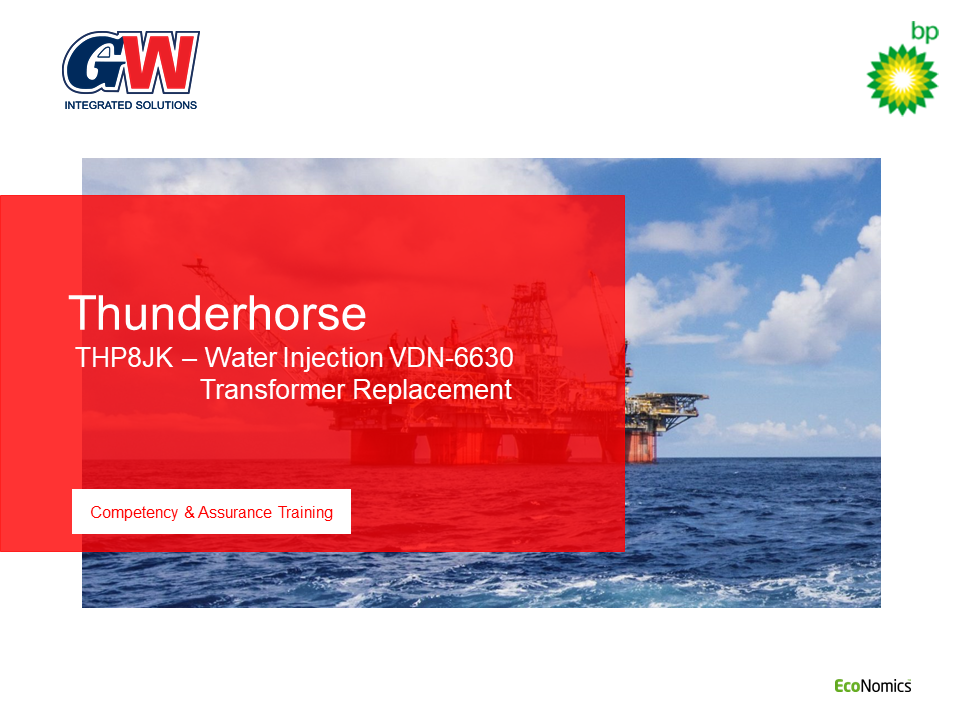 GW
INTEGRATED SOLUTIONS
bp
Thunderhorse
THP8JK – Water Injection VDN-6630
Transformer Replacement
Competency & Assurance Training
EcoNomics